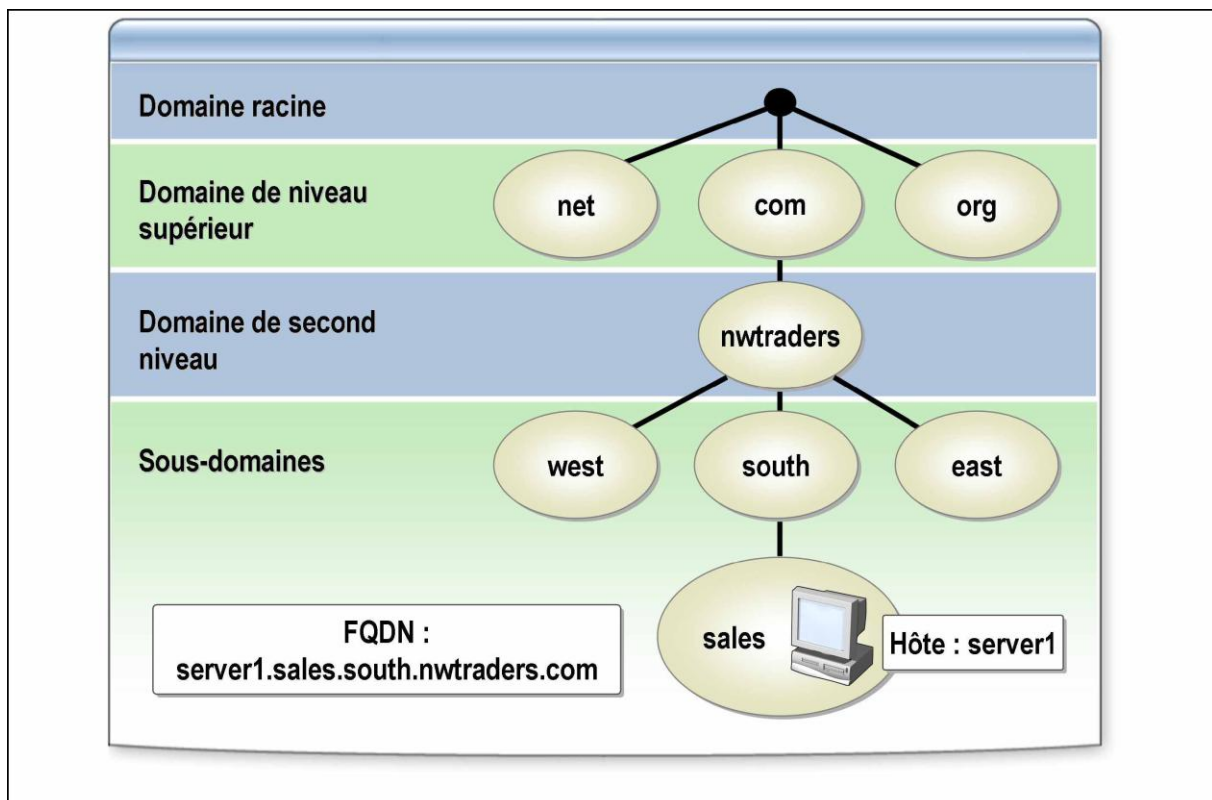 Domaine racine
Domaine de niveau
supérieur
net
com
org
Domaine de second
niveau
nwtraders
Sous-domaines
west
south
east
sales
Hôte : server1
FQDN :
server1.sales.south.nwtraders.com